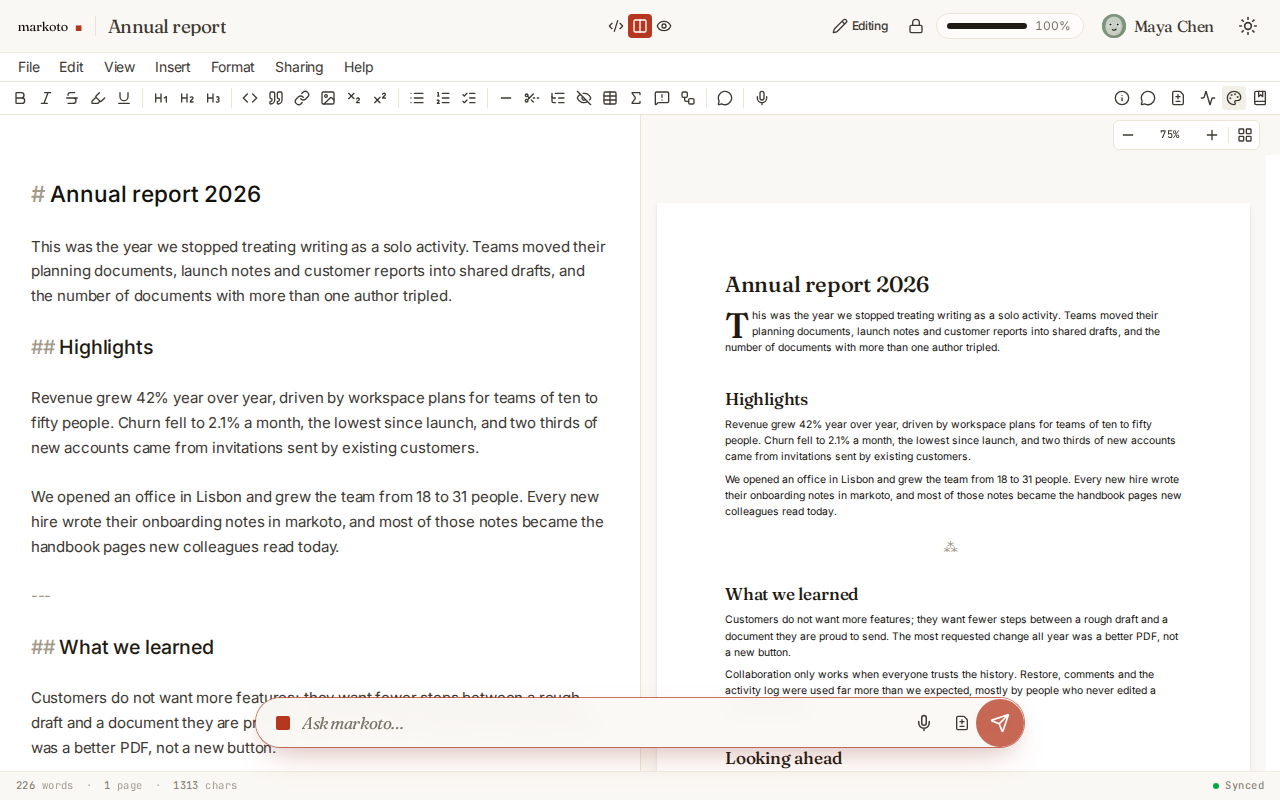 markoto
Annual report
Editing
100%
Maya Chen
File Edit View Insert Format Sharing Help
H1 H2 H3
75%
# Annual report 2026
This was the year we stopped treating writing as a solo activity. Teams moved their
planning documents, launch notes and customer reports into shared drafts, and
the number of documents with more than one author tripled.
## Highlights
Revenue grew 42% year over year, driven by workspace plans for teams of ten to
fifty people. Churn fell to 2.1% a month, the lowest since launch, and two thirds of
new accounts came from invitations sent by existing customers.
We opened an office in Lisbon and grew the team from 18 to 31 people. Every new
hire wrote their onboarding notes in markoto, and most of those notes became the
handbook pages new colleagues read today.
---
## What we learned
Customers do not want more features; they want fewer steps between a rough
draft and a document they are pr
was a better PDF, not a new button.
Annual report 2026
This was the year we stopped treating writing as a solo activity. Teams moved their
planning documents, launch notes and customer reports into shared drafts, and the
number of documents with more than one author tripled.
Highlights
Revenue grew 42% year over year, driven by workspace plans for teams of ten to fifty
people. Churn fell to 2.1% a month, the lowest since launch, and two thirds of new accounts
came from invitations sent by existing customers.
We opened an office in Lisbon and grew the team from 18 to 31 people. Every new hire wrote
their onboarding notes in markoto, and most of those notes became the handbook pages new
colleagues read today.
⁂
What we learned
Customers do not want more features; they want fewer steps between a rough draft and a
document they are proud to send. The most requested change all year was a better PDF, not
a new button.
Collaboration only works when everyone trusts the history. Restore, comments and the
activity log were used far more than we expected, mostly by people who never edited a
Looking ahead
Ask markoto...
226 words · 1 page · 1313 chars
Synced